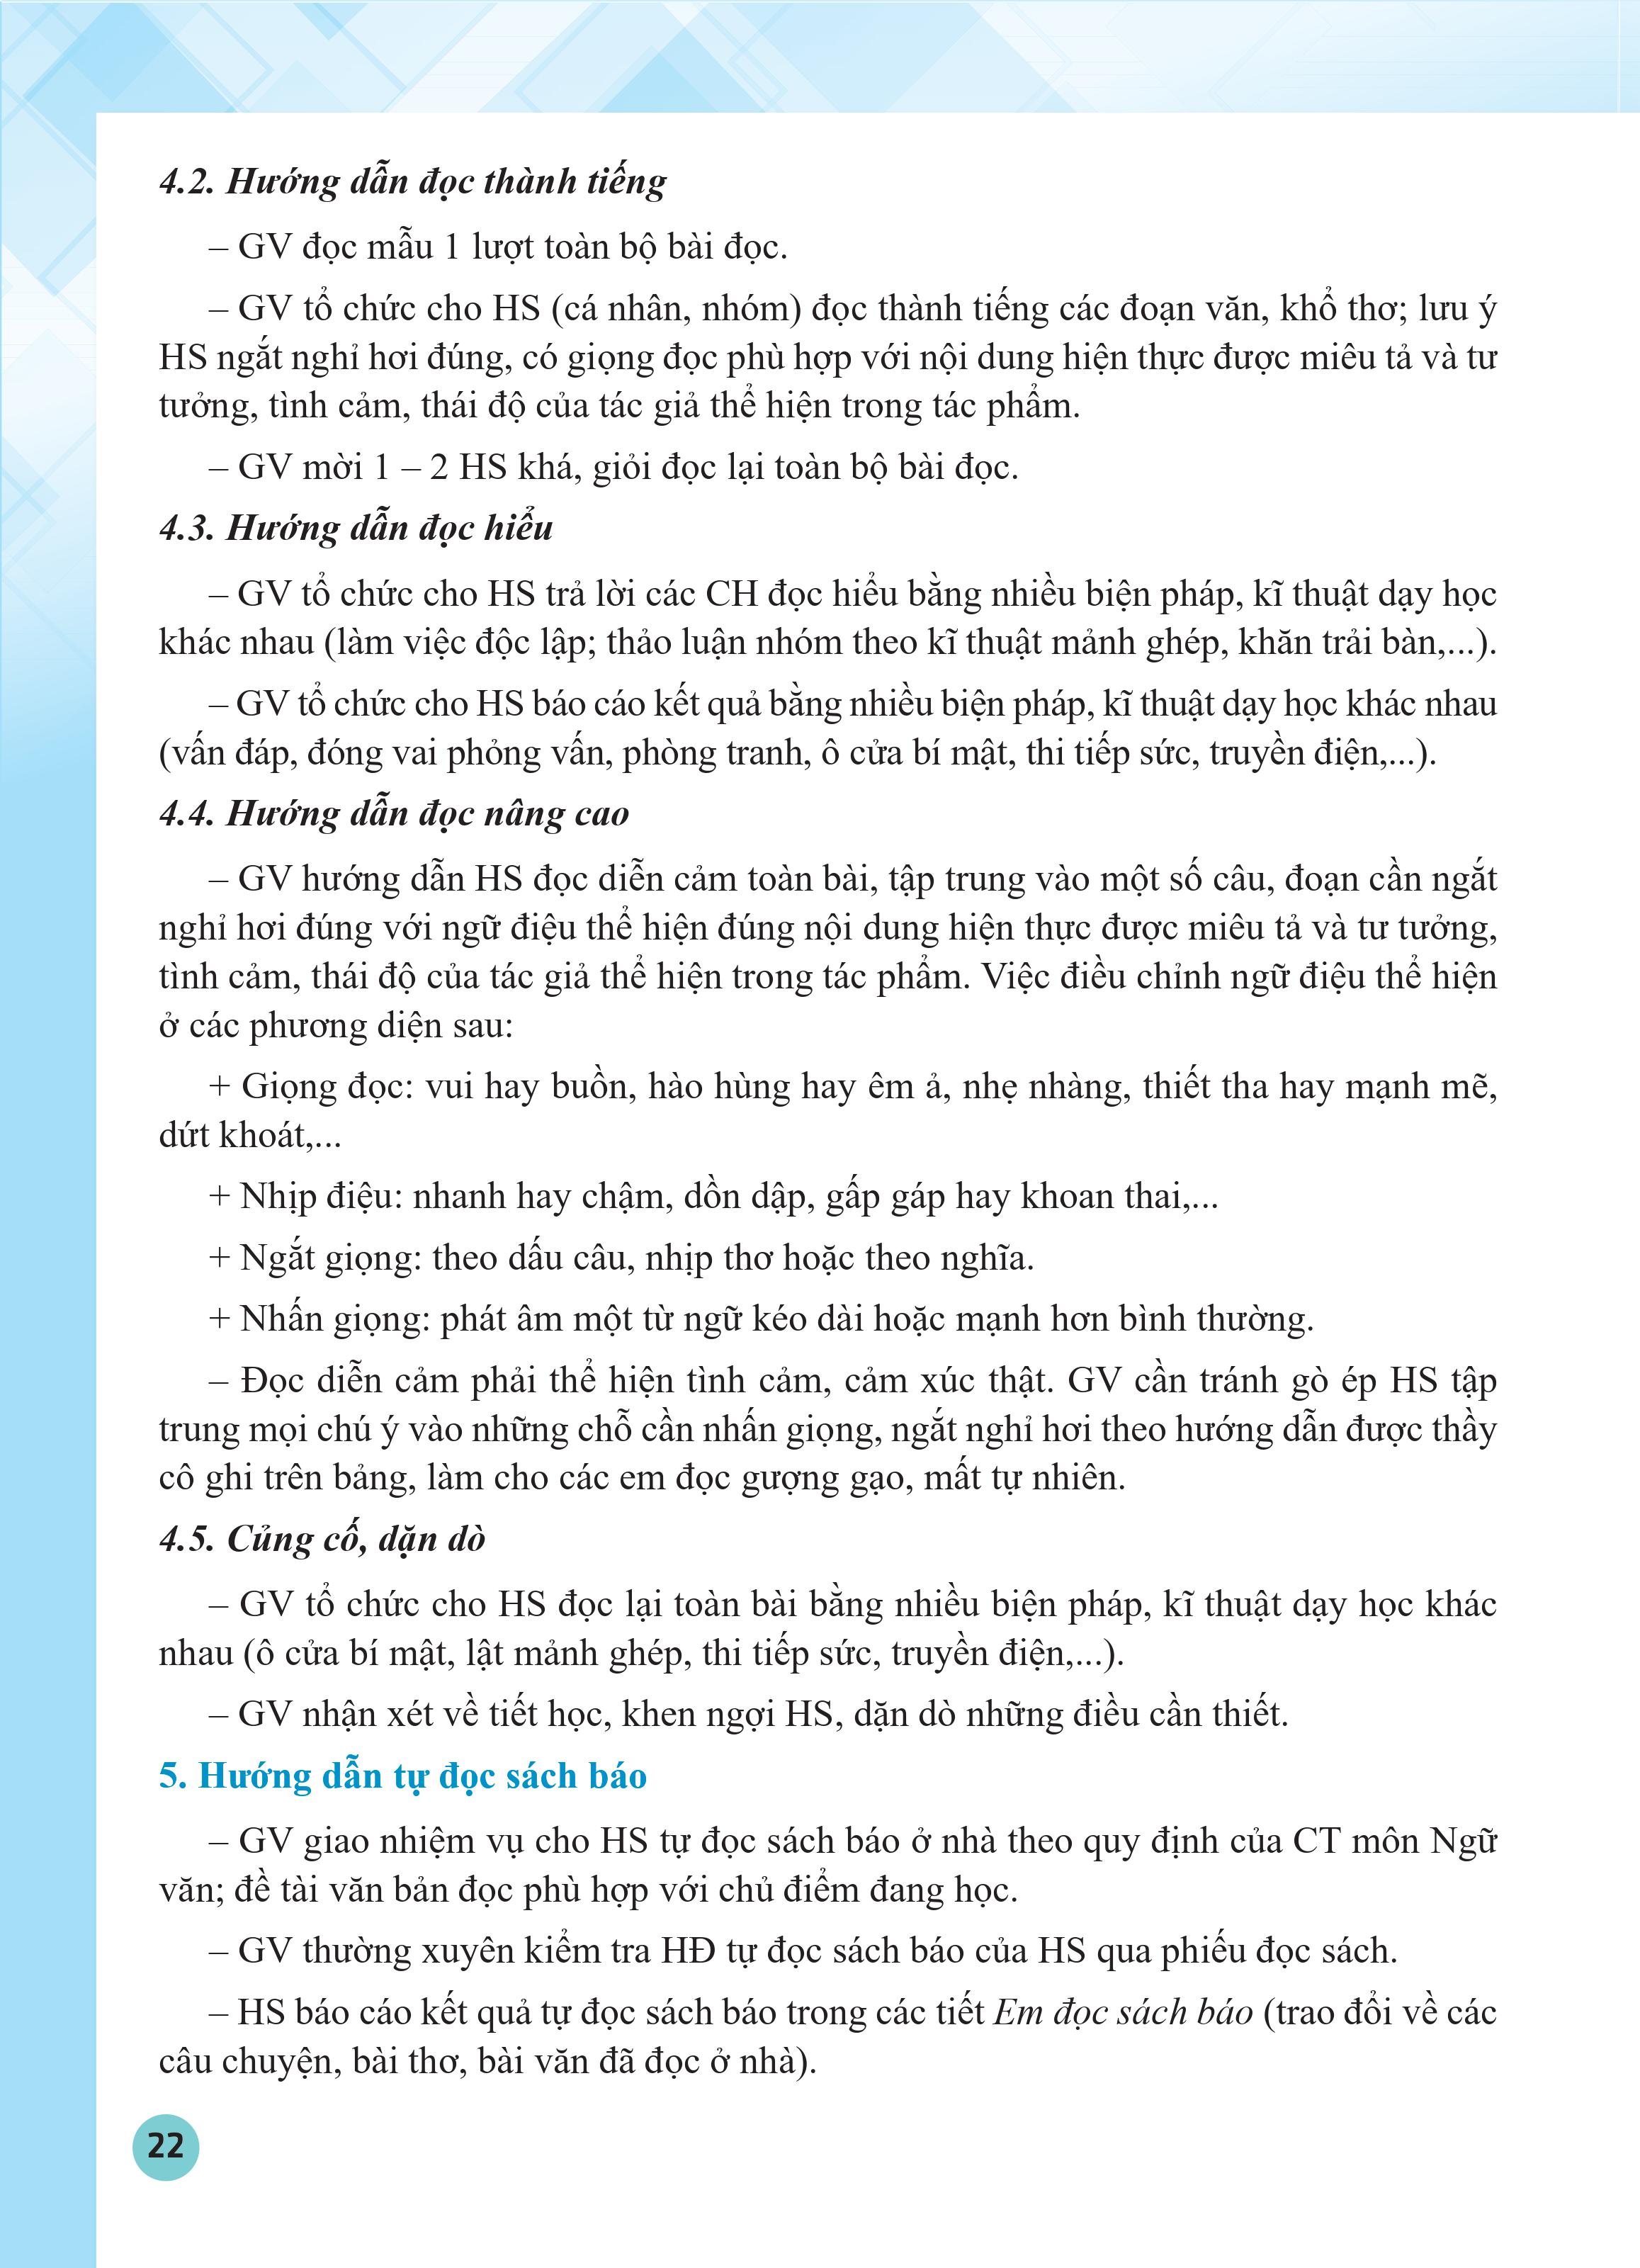 4.2. Hướng dẫn đọc thành tiếng
– GV đọc mẫu 1 lượt toàn bộ bài đọc.
– GV tổ chức cho HS (cá nhân, nhóm) đọc thành tiếng các đoạn văn, khổ thơ; lưu ý
HS ngắt nghỉ hơi đúng, có giọng đọc phù hợp với nội dung hiện thực được miêu tả và tư
tưởng, tình cảm, thái độ của tác giả thể hiện trong tác phẩm.
– GV mời 1 – 2 HS khá, giỏi đọc lại toàn bộ bài đọc.
4.3. Hướng dẫn đọc hiểu
– GV tổ chức cho HS trả lời các CH đọc hiểu bằng nhiều biện pháp, kĩ thuật dạy học
khác nhau (làm việc độc lập; thảo luận nhóm theo kĩ thuật mảnh ghép, khăn trải bàn,...).
– GV tổ chức cho HS báo cáo kết quả bằng nhiều biện pháp, kĩ thuật dạy học khác nhau
(vấn đáp, đóng vai phỏng vấn, phòng tranh, ô cửa bí mật, thi tiếp sức, truyền điện,...).
4.4. Hướng dẫn đọc nâng cao
– GV hướng dẫn HS đọc diễn cảm toàn bài, tập trung vào một số câu, đoạn cần ngắt
nghỉ hơi đúng với ngữ điệu thể hiện đúng nội dung hiện thực được miêu tả và tư tưởng,
tình cảm, thái độ của tác giả thể hiện trong tác phẩm. Việc điều chỉnh ngữ điệu thể hiện
ở các phương diện sau:
+ Giọng đọc: vui hay buồn, hào hùng hay êm ả, nhẹ nhàng, thiết tha hay mạnh mẽ,
dứt khoát,...
+ Nhịp điệu: nhanh hay chậm, dồn dập, gấp gáp hay khoan thai,...
+ Ngắt giọng: theo dấu câu, nhịp thơ hoặc theo nghĩa.
+ Nhấn giọng: phát âm một từ ngữ kéo dài hoặc mạnh hơn bình thường.
– Đọc diễn cảm phải thể hiện tình cảm, cảm xúc thật. GV cần tránh gò ép HS tập
trung mọi chú ý vào những chỗ cần nhấn giọng, ngắt nghỉ hơi theo hướng dẫn được thầy
cô ghi trên bảng, làm cho các em đọc gượng gạo, mất tự nhiên.
4.5. Củng cố, dặn dò
– GV tổ chức cho HS đọc lại toàn bài bằng nhiều biện pháp, kĩ thuật dạy học khác
nhau (ô cửa bí mật, lật mảnh ghép, thi tiếp sức, truyền điện,...).
– GV nhận xét về tiết học, khen ngợi HS, dặn dò những điều cần thiết.
5. Hướng dẫn tự đọc sách báo
– GV giao nhiệm vụ cho HS tự đọc sách báo ở nhà theo quy định của CT môn Ngữ
văn; đề tài văn bản đọc phù hợp với chủ điểm đang học.
– GV thường xuyên kiểm tra HĐ tự đọc sách báo của HS qua phiếu đọc sách.
– HS báo cáo kết quả tự đọc sách báo trong các tiết Em đọc sách báo (trao đổi về các
câu chuyện, bài thơ, bài văn đã đọc ở nhà).
22